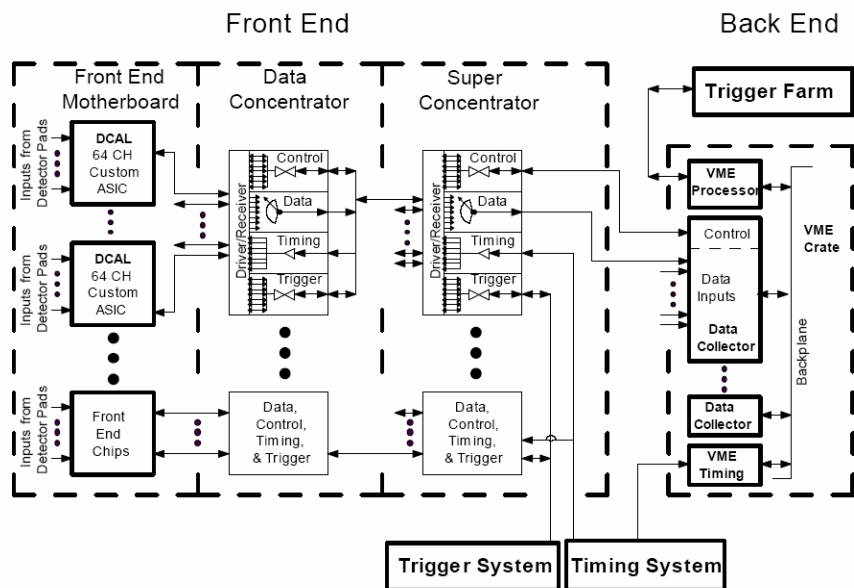 Front End
Back End
Front End
Motherboard
Data
Concentrator
Super
Concentrator
Trigger Farm
Inputs from
Detector Pads
DCAL
64 CH
Custom
ASIC
Driver/Receiver
Control
Data
Timing
Trigger
Driver/Receiver
Control
Data
Timing
Trigger
VME
Processor
VME
Crate
Control
Data
Inputs
Data
Collector
Backplane
Inputs from
Detector Pads
DCAL
64 CH
Custom
ASIC
Inputs from
Detector Pads
Front
End
Chips
Data,
Control,
Timing,
& Trigger
Data,
Control,
Timing,
& Trigger
Data
Collector
VME
Timing
Trigger System
Timing System